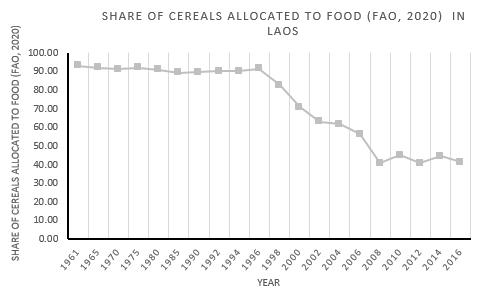 SHARE OF CEREALS ALLOCATED TO FOOD (FAO, 2020) IN
LAOS
SHARE OF CEREALS ALLOCATED TO FOOD (FAO, 2020)
100.00
90.00
80.00
70.00
60.00
50.00
40.00
30.00
20.00
10.00
0.00
1961 1965 1970 1975 1980 1985 1990 1992 1994 1996 1998 2000 2002 2004 2006 2008 2010 2012 2014 2016
YEAR